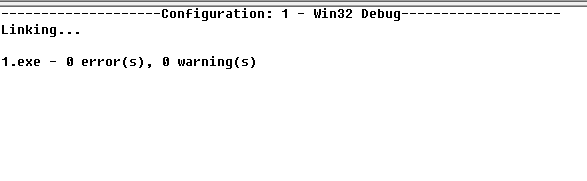 --------------------Configuration: 1 - Win32 Debug--------------------
Linking...
1.exe - 0 error(s), 0 warning(s)